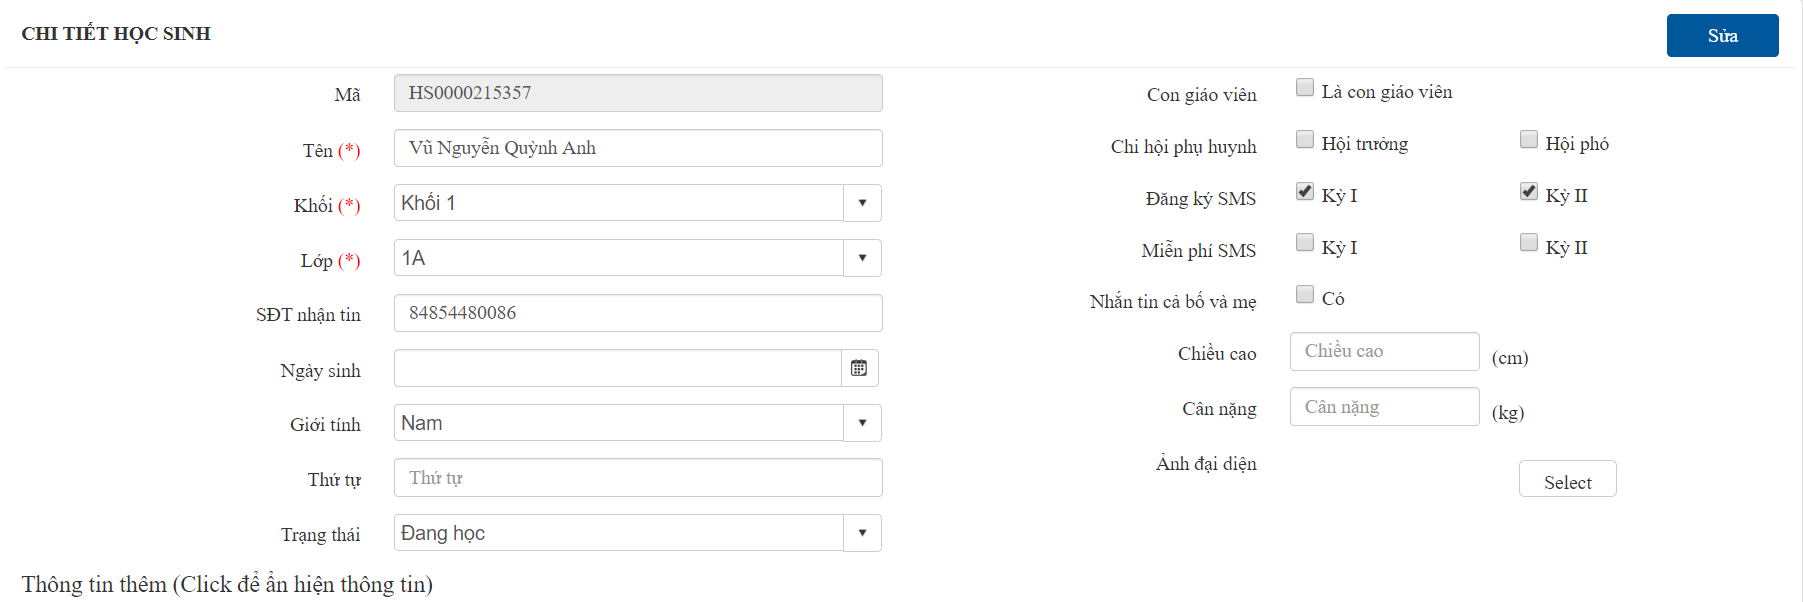 CHI TIẾT HỌC SINH
Sửa
Mã
HS0000215357
Tên (*)
Vũ Nguyễn Quỳnh Anh
Khối (*)
Khối 1
Lớp (*)
1A
SĐT nhận tin
84854480086
Ngày sinh
Giới tính
Nam
Thứ tự
Thứ tự
Trạng thái
Đang học
Con giáo viên
Là con giáo viên
Chi hội phụ huynh
Hội trưởng
Hội phó
Đăng ký SMS
Kỳ I
Kỳ II
Miễn phí SMS
Kỳ I
Kỳ II
Nhắn tin cả bố và mẹ
Có
Chiều cao
Chiều cao
(cm)
Cân nặng
Cân nặng
(kg)
Ảnh đại diện
Select
Thông tin thêm (Click để ẩn hiện thông tin)